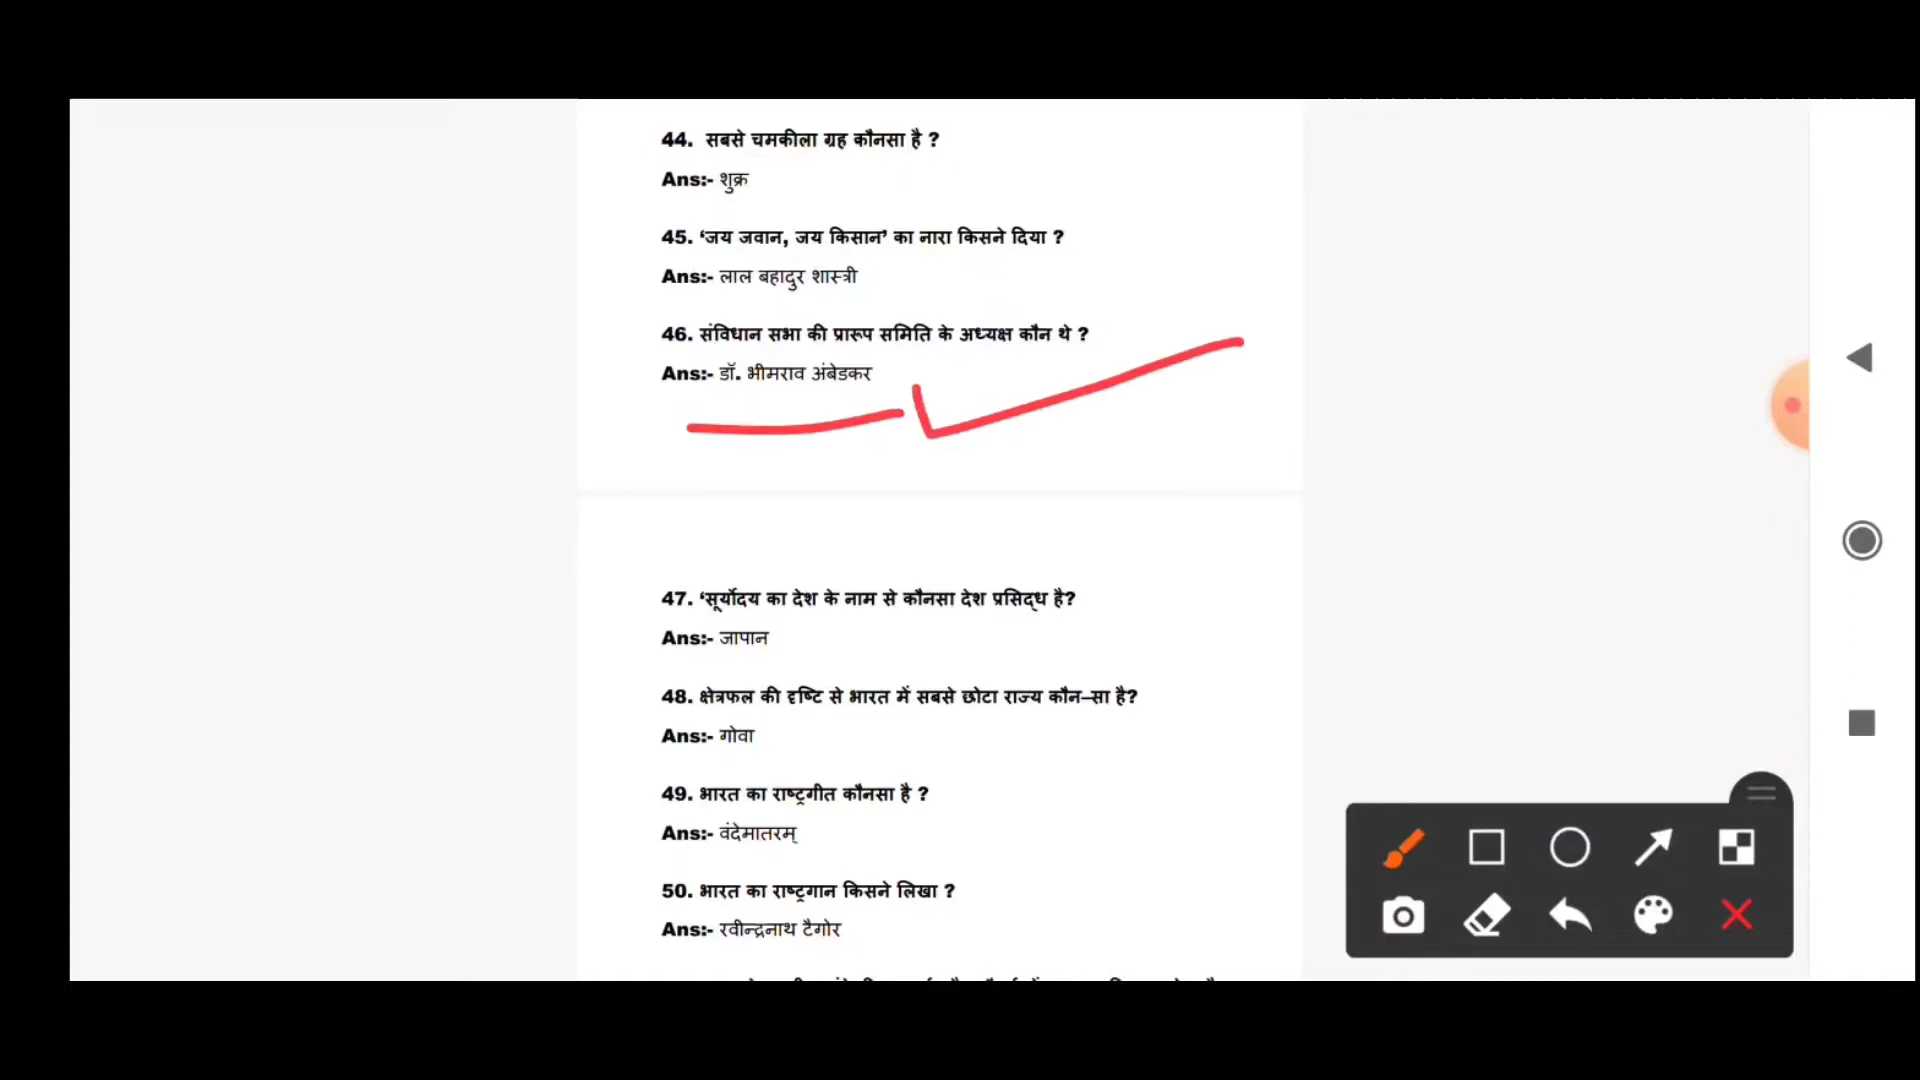 44. सबसे चमकीला ग्रह कौनसा है ?
Ans:- शुक्र
45. ‘जय जवान, जय किसान’ का नारा किसने दिया ?
Ans:- लाल बहादुर शास्त्री
46. संविधान सभा की प्रारूप समिति के अध्यक्ष कौन थे ?
Ans:- डॉ. भीमराव अंबेडकर
47. ‘सूर्योदय का देश के नाम से कौनसा देश प्रसिद्ध है?
Ans:- जापान
48. क्षेत्रफल की दृष्टि से भारत में सबसे छोटा राज्य कौन–सा है?
Ans:- गोवा
49. भारत का राष्ट्रगीत कौनसा है ?
Ans:- वंदेमातरम्
50. भारत का राष्ट्रगान किसने लिखा ?
Ans:- रवीन्द्रनाथ टैगोर